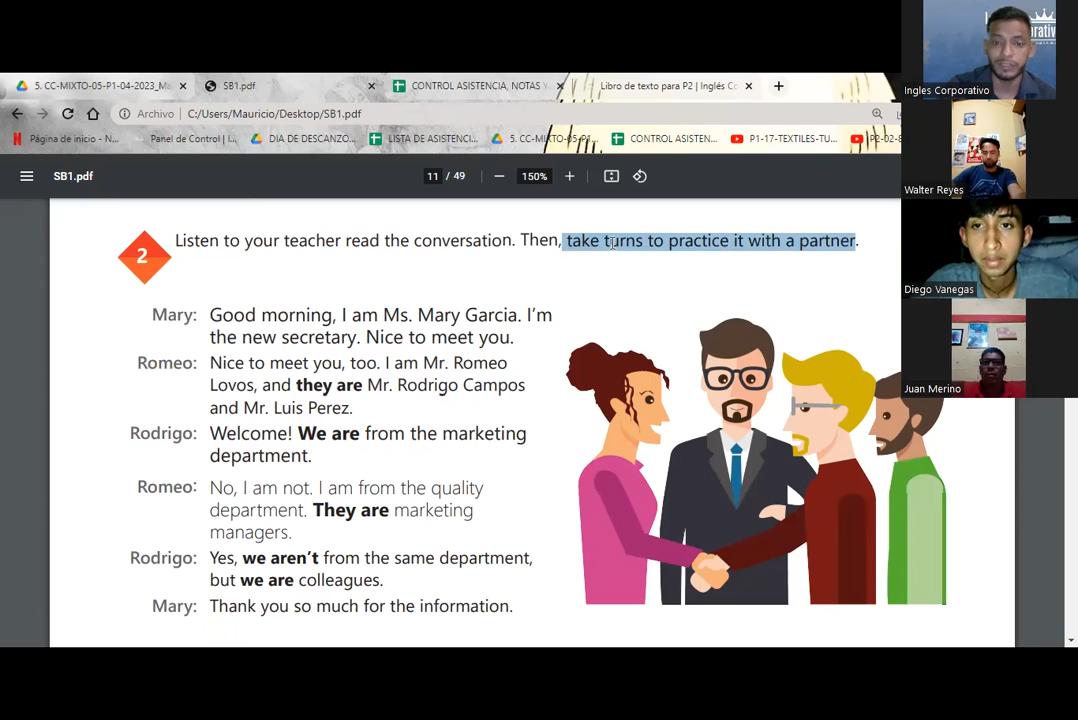 5. CC-MIXTO-05-P1-04-2023_M
SB1.pdf
CONTROL ASISTENCIA, NOTAS Y
Libro de texto para P2 | Inglés Co
Archivo
C:/Users/Mauricio/Desktop/SB1.pdf
Página de inicio - N...
Panel de Control | i...
DIA DE DESCANZO...
LISTA DE ASISTENCI...
5. CC-MIXTO-05-P1...
CONTROL ASISTEN...
P1-17-TEXTILES-TU...
SB1.pdf
11 / 49
150%
2
Listen to your teacher read the conversation. Then, take turns to practice it with a partner.
Mary: Good morning, I am Ms. Mary Garcia. I'm
the new secretary. Nice to meet you.
Romeo: Nice to meet you, too. I am Mr. Romeo
Lovos, and they are Mr. Rodrigo Campos
and Mr. Luis Perez.
Rodrigo: Welcome! We are from the marketing
department.
Romeo: No, I am not. I am from the quality
department. They are marketing
managers.
Rodrigo: Yes, we aren't from the same department,
but we are colleagues.
Mary: Thank you so much for the information.
Ingles Corporativo
Walter Reyes
Diego Vanegas
Juan Merino